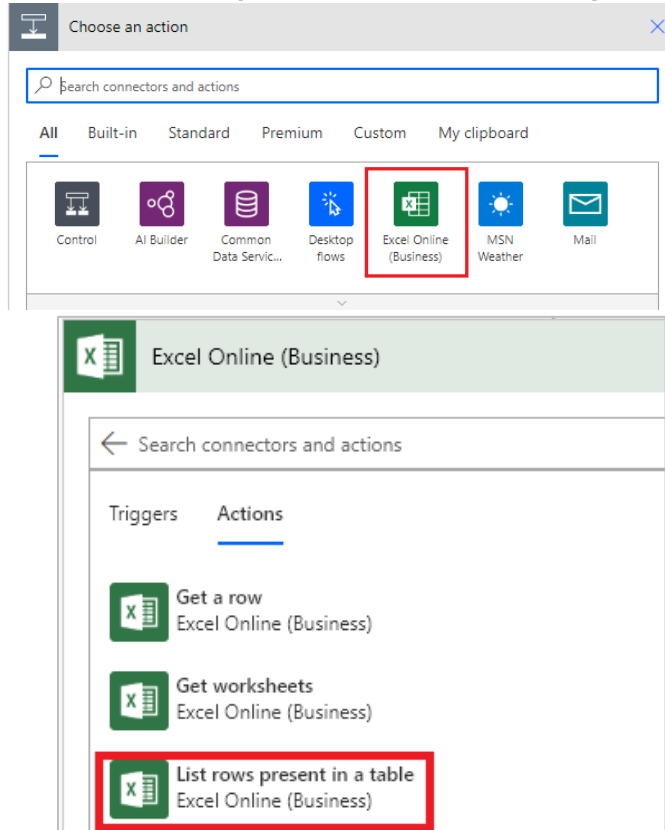 Choose an action
Search connectors and actions
All Built-in Standard Premium Custom My clipboard
Control AI Builder Common Data Servic... Desktop flows Excel Online (Business) MSN Weather Mail
Excel Online (Business)
Search connectors and actions
Triggers Actions
Get a row
Excel Online (Business)
Get worksheets
Excel Online (Business)
List rows present in a table
Excel Online (Business)